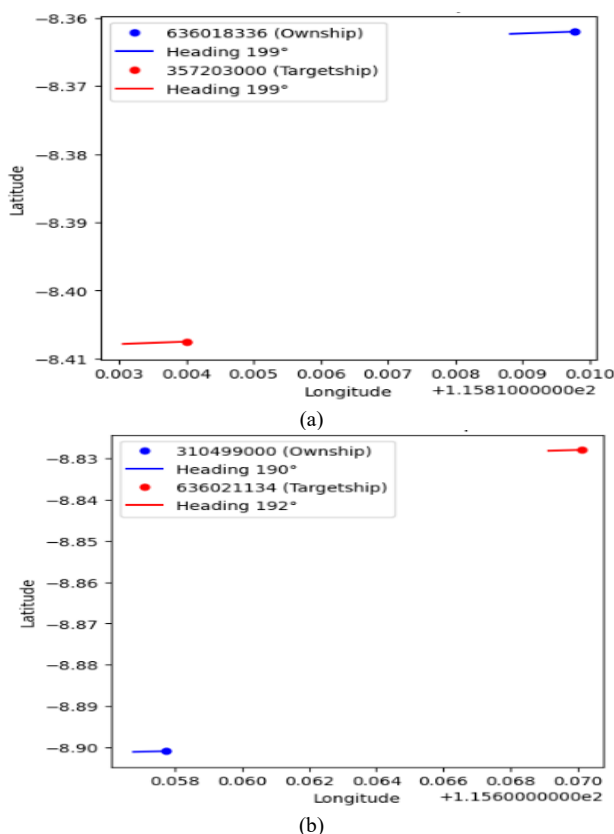 −8.36
636018336 (Ownship)
Heading 199°
357203000 (Targetship)
Heading 199°
−8.37
−8.38
−8.39
−8.40
−8.41
Latitude
0.003 0.004 0.005 0.006 0.007 0.008 0.009 0.010
Longitude
+1.1581000000e2
(a)
310499000 (Ownship)
Heading 190°
636021134 (Targetship)
Heading 192°
−8.83
−8.84
−8.85
−8.86
−8.87
−8.88
−8.89
−8.90
Latitude
0.058 0.060 0.062 0.064 0.066 0.068 0.070
Longitude
+1.1560000000e2
(b)